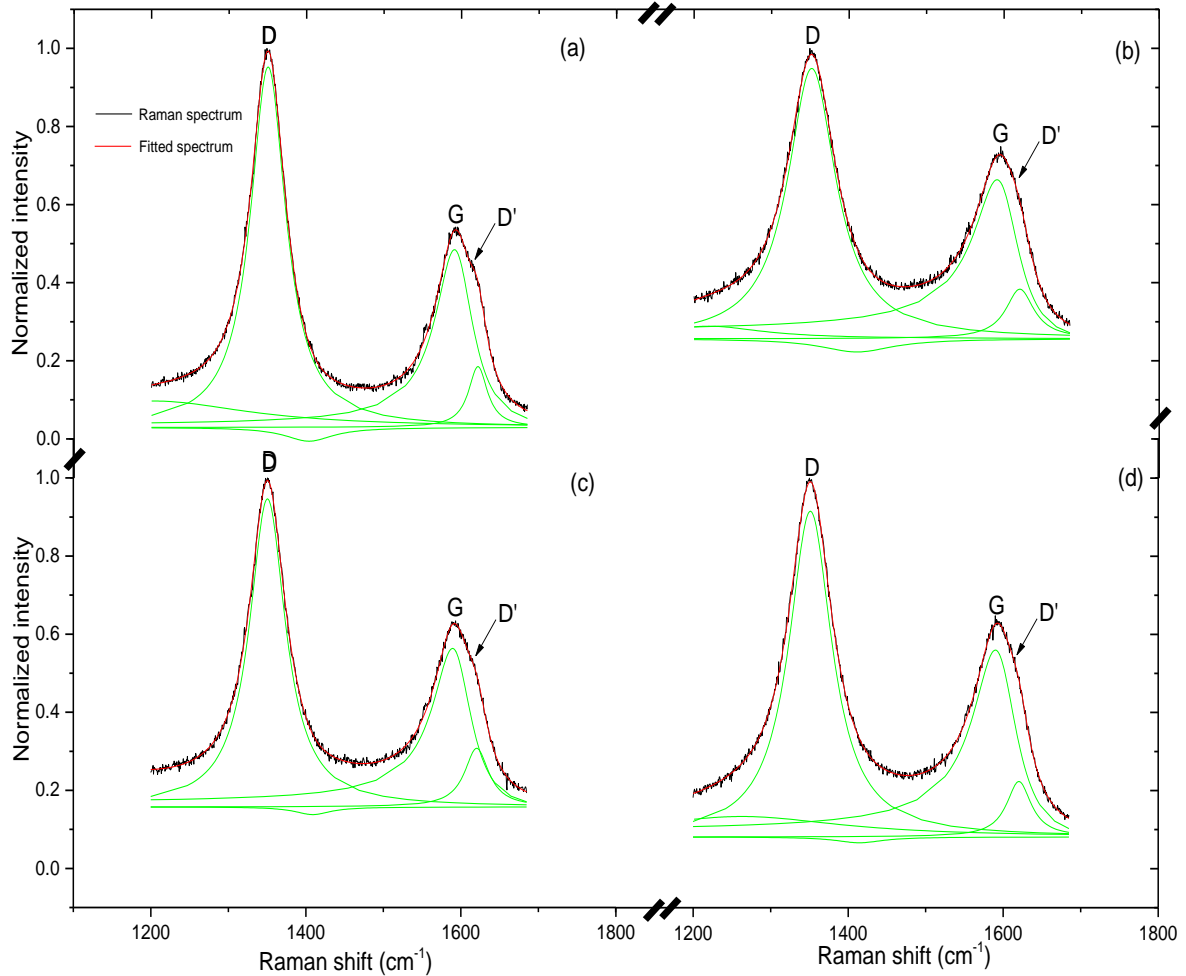 D
(a)
D
(b)
1.0
Raman spectrum
Fitted spectrum
0.8
G
D'
0.6
G
D'
0.4
0.2
0.0
Normalized intensity
D
(c)
D
(d)
1.0
0.8
G
D'
G
D'
0.6
0.4
0.2
0.0
Normalized intensity
1200 1400 1600 1800
1200 1400 1600 1800
Raman shift (cm⁻¹)
Raman shift (cm⁻¹)